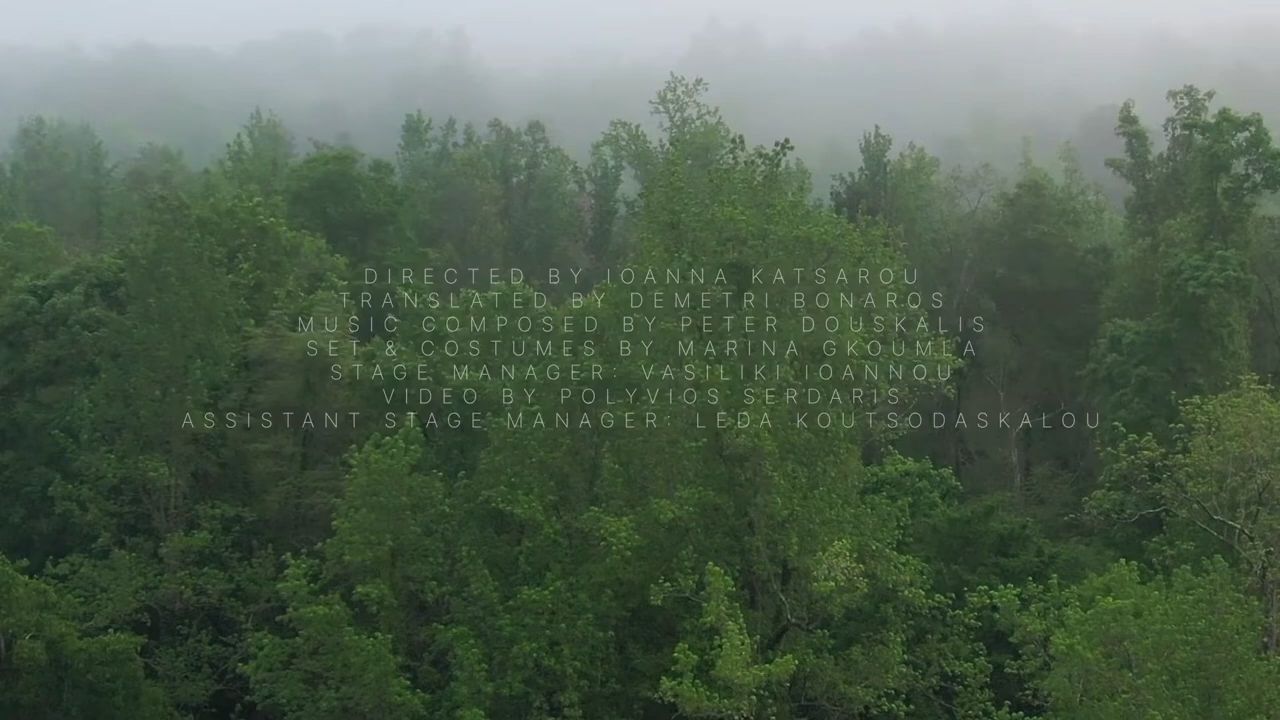 DIRECTED BY IOANNA KATSAROU
TRANSLATED BY DEMETRI BONAROS
MUSIC COMPOSED BY PETER DOUSKALIS
SET & COSTUMES BY MARINA GKOUMLA
STAGE MANAGER: VASILIKI IOANNOU
VIDEO BY POLYVIOS SERDARIS
ASSISTANT STAGE MANAGER: LEDA KOUTSODASKALOU